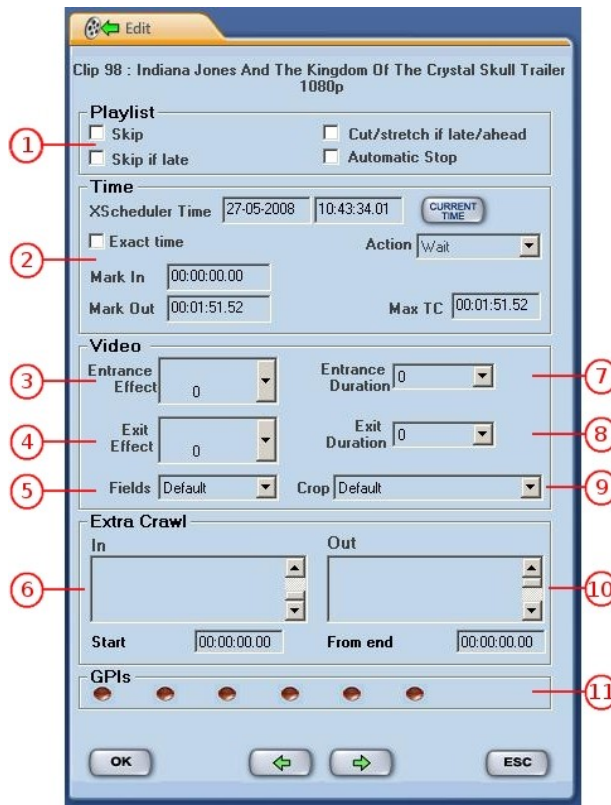 Edit
Clip 98 : Indiana Jones And The Kingdom Of The Crystal Skull Trailer
1080p
Playlist
1
Skip
Cut/stretch if late/ahead
Skip if late
Automatic Stop
Time
XScheduler Time 27-05-2008 10:43:34.01 CURRENT TIME
2
Exact time
Action Wait
Mark In 00:00:00.00
Mark Out 00:01:51.52
Max TC 00:01:51.52
Video
3
Entrance Effect 0
Entrance Duration 0
7
4
Exit Effect 0
Exit Duration 0
8
5
Fields Default
Crop Default
9
Extra Crawl
In
Out
6
10
Start 00:00:00.00
From end 00:00:00.00
GPIs
11
OK
ESC